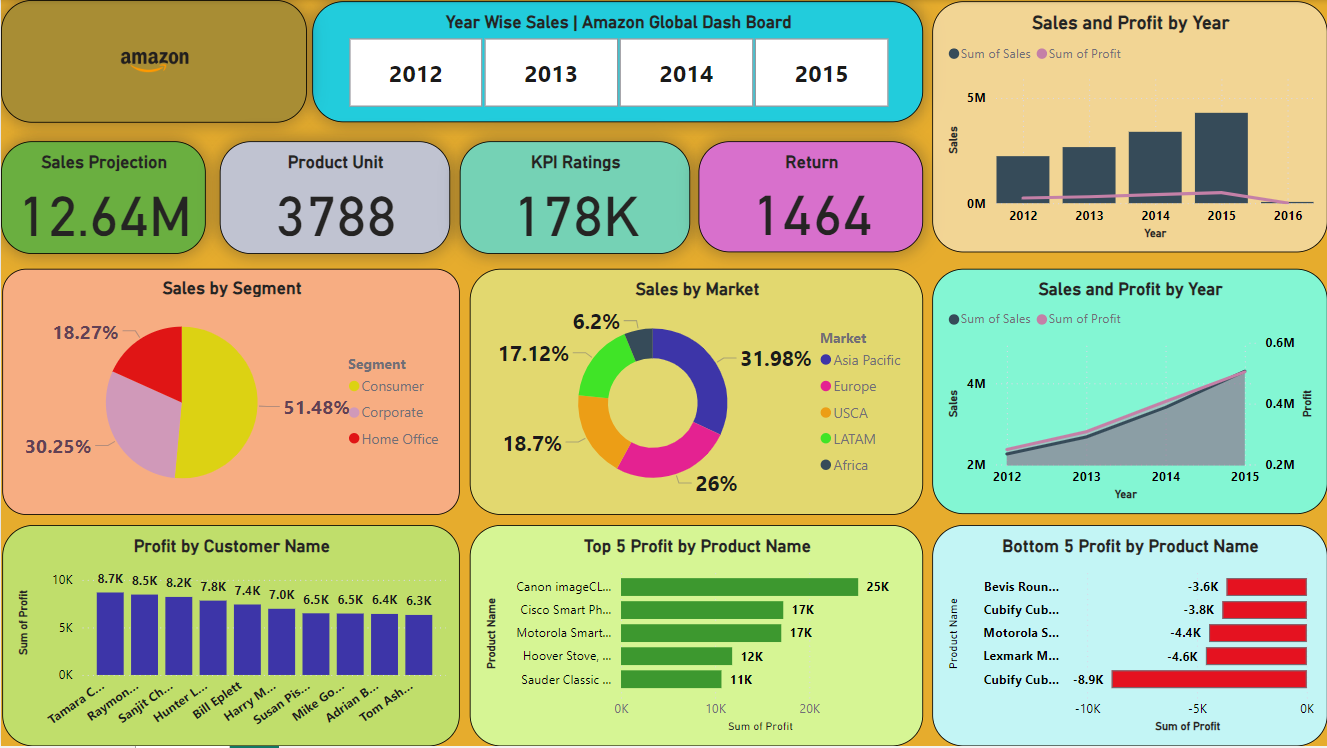 amazon
Year Wise Sales | Amazon Global Dash Board
2012
2013
2014
2015
Sales and Profit by Year
Sum of Sales
Sum of Profit
5M
0M
Sales
2012
2013
2014
2015
2016
Year
Sales Projection
12.64M
Product Unit
3788
KPI Ratings
178K
Return
1464
Sales by Segment
18.27%
30.25%
51.48%
Segment
Consumer
Corporate
Home Office
Sales by Market
6.2%
17.12%
18.7%
31.98%
26%
Market
Asia Pacific
Europe
USCA
LATAM
Africa
Sales and Profit by Year
Sum of Sales
Sum of Profit
4M
2M
Sales
0.6M
0.4M
0.2M
Profit
2012
2013
2014
2015
Year
Profit by Customer Name
Sum of Profit
10K
5K
0K
8.7K
8.5K
8.2K
7.8K
7.4K
7.0K
6.5K
6.5K
6.4K
6.3K
Tamara C...
Raymon...
Sanjit Ch...
Hunter L...
Bill Eplett
Harry M...
Susan Pis...
Mike Go...
Adrian B...
Tom Ash...
Top 5 Profit by Product Name
Product Name
Canon imageCL...
25K
Cisco Smart Ph...
17K
Motorola Smart...
17K
Hoover Stove, ...
12K
Sauder Classic ...
11K
0K
10K
20K
Sum of Profit
Bottom 5 Profit by Product Name
Product Name
Bevis Roun...
-3.6K
Cubify Cub...
-3.8K
Motorola S...
-4.4K
Lexmark M...
-4.6K
Cubify Cub...
-8.9K
-10K
-5K
0K
Sum of Profit